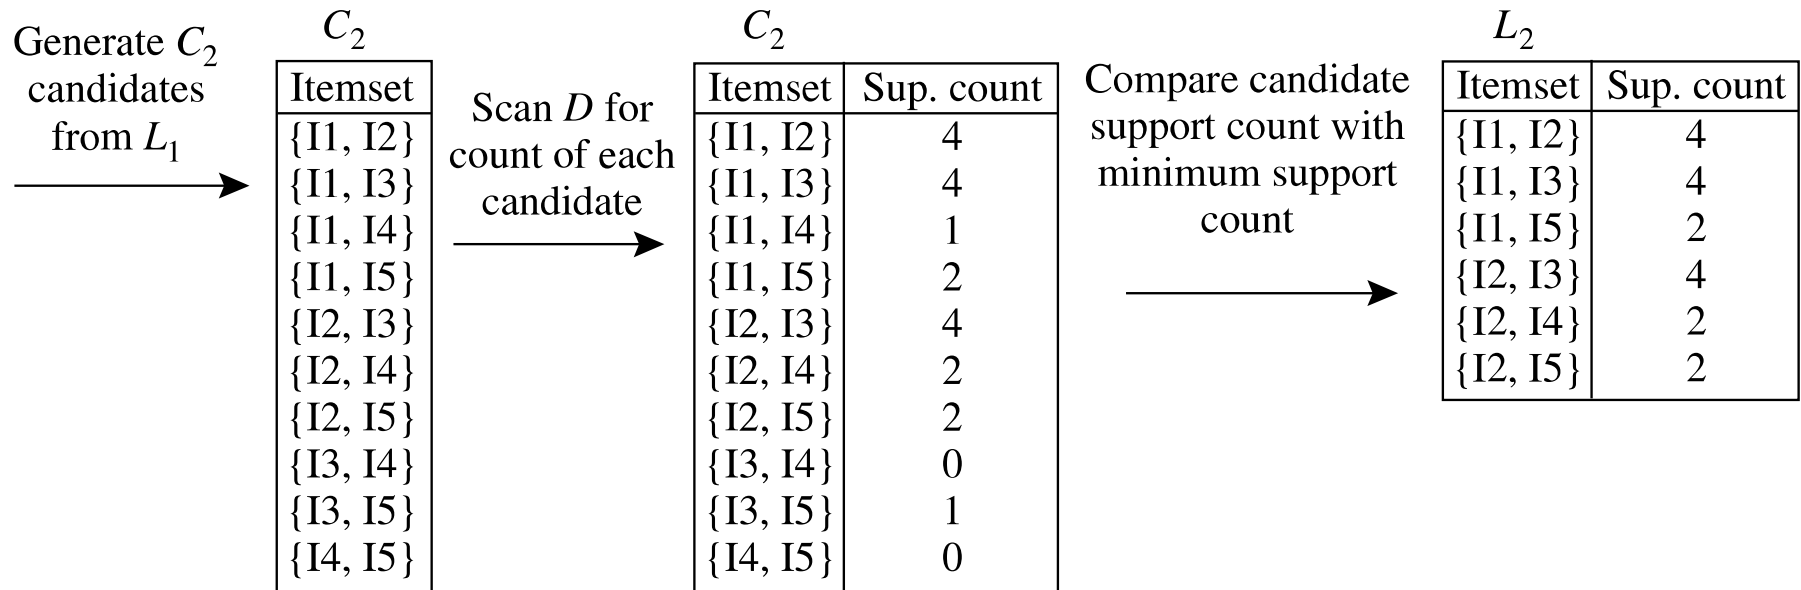 Generate C2
candidates
from L1
C2
Itemset
{I1, I2}
{I1, I3}
{I1, I4}
{I1, I5}
{I2, I3}
{I2, I4}
{I2, I5}
{I3, I4}
{I3, I5}
{I4, I5}
Scan D for
count of each
candidate
C2
Itemset Sup. count
{I1, I2} 4
{I1, I3} 4
{I1, I4} 1
{I1, I5} 2
{I2, I3} 4
{I2, I4} 2
{I2, I5} 2
{I3, I4} 0
{I3, I5} 1
{I4, I5} 0
Compare candidate
support count with
minimum support
count
L2
Itemset Sup. count
{I1, I2} 4
{I1, I3} 4
{I1, I5} 2
{I2, I3} 4
{I2, I4} 2
{I2, I5} 2